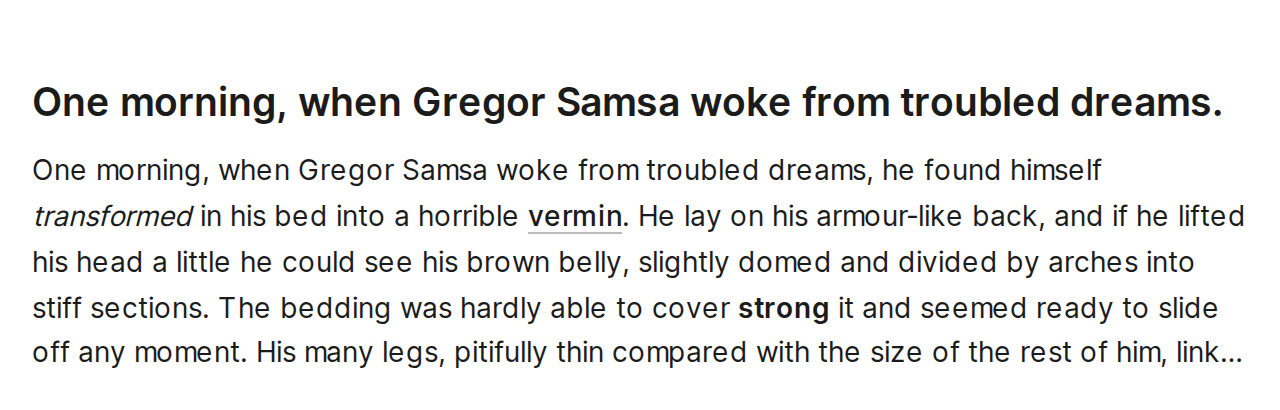 One morning, when Gregor Samsa woke from troubled dreams.
One morning, when Gregor Samsa woke from troubled dreams, he found himself
transformed in his bed into a horrible vermin. He lay on his armour-like back, and if he lifted
his head a little he could see his brown belly, slightly domed and divided by arches into
stiff sections. The bedding was hardly able to cover strong it and seemed ready to slide
off any moment. His many legs, pitifully thin compared with the size of the rest of him, link...